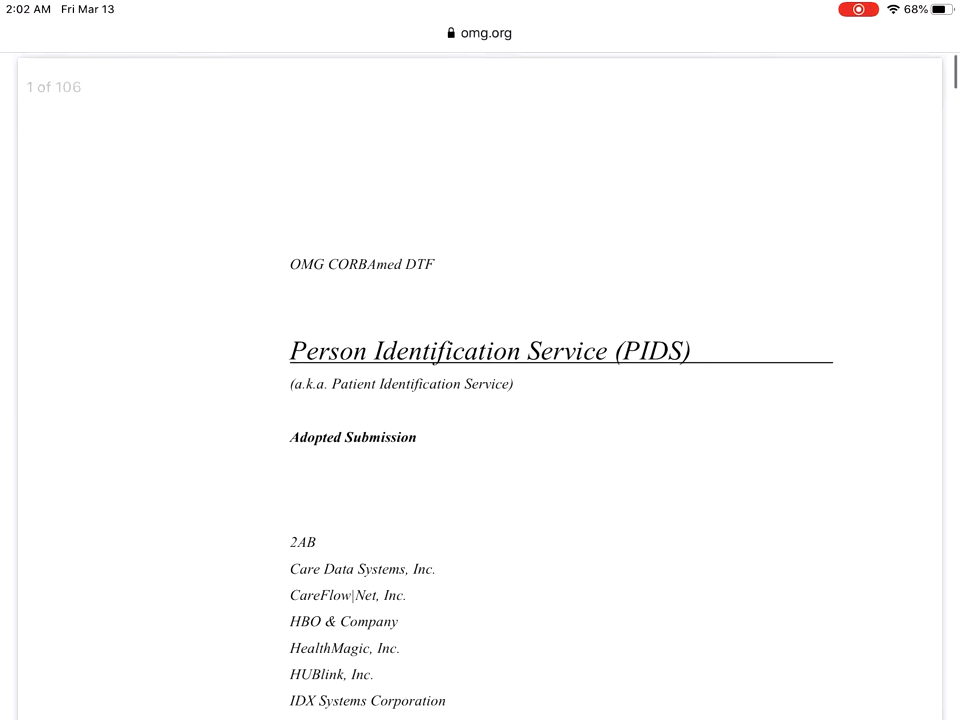 2:02 AM Fri Mar 13
68%
omg.org
1 of 106
OMG CORBAmed DTF
Person Identification Service (PIDS)
(a.k.a. Patient Identification Service)
Adopted Submission
2AB
Care Data Systems, Inc.
CareFlow|Net, Inc.
HBO & Company
HealthMagic, Inc.
HUBlink, Inc.
IDX Systems Corporation